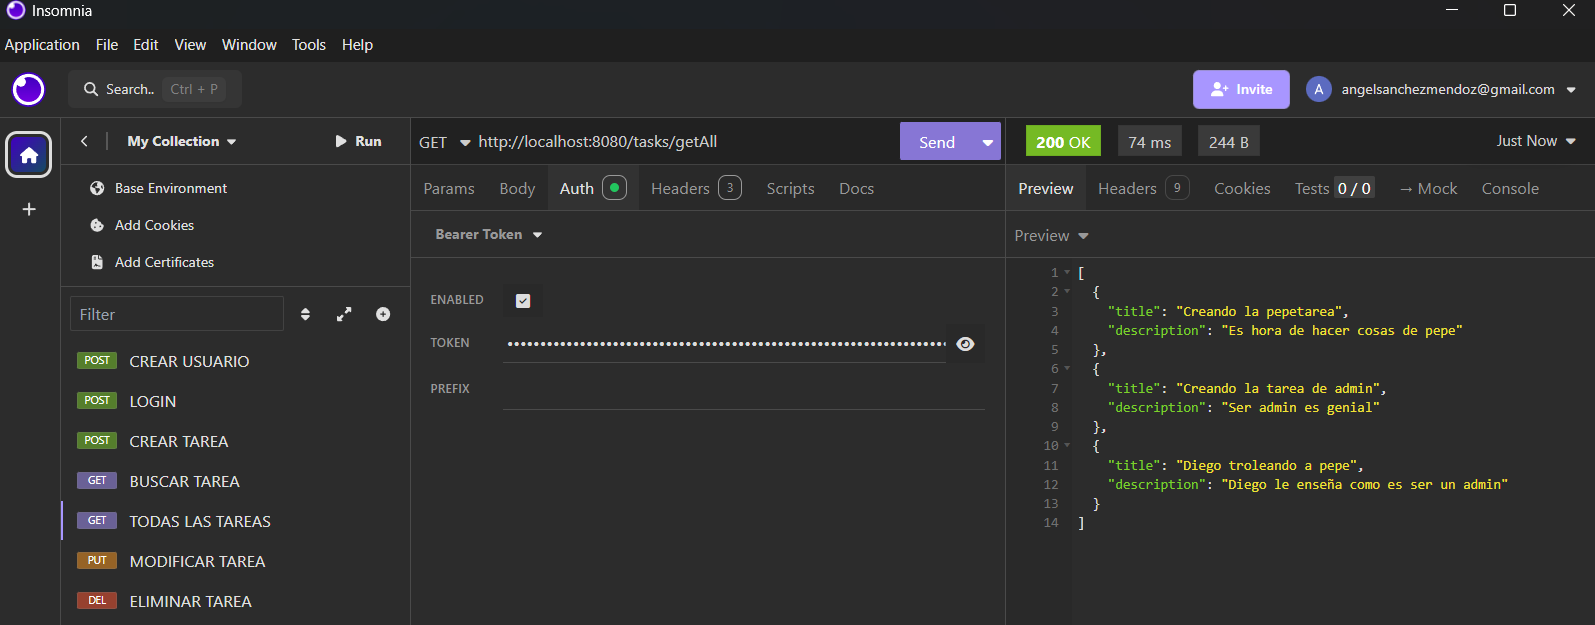 Insomnia
Application File Edit View Window Tools Help
Search.. Ctrl + P
Invite
A angelsanchezmendoz@gmail.com
My Collection
Run
Base Environment
Add Cookies
Add Certificates
Filter
POST CREAR USUARIO
POST LOGIN
POST CREAR TAREA
GET BUSCAR TAREA
GET TODAS LAS TAREAS
PUT MODIFICAR TAREA
DEL ELIMINAR TAREA
GET http://localhost:8080/tasks/getAll Send
Params Body Auth Headers 3 Scripts Docs
Bearer Token
ENABLED
TOKEN ••••••••••••••••••••••••••••••••••••••••••••••••••••••••••••••••••
PREFIX
200 OK 74 ms 244 B Just Now
Preview Headers 9 Cookies Tests 0 / 0 → Mock Console
Preview
1 [
2 {
3 "title": "Creando la pepetarea",
4 "description": "Es hora de hacer cosas de pepe"
5 },
6 {
7 "title": "Creando la tarea de admin",
8 "description": "Ser admin es genial"
9 },
10 {
11 "title": "Diego troleando a pepe",
12 "description": "Diego le enseña como es ser un admin"
13 }
14 ]